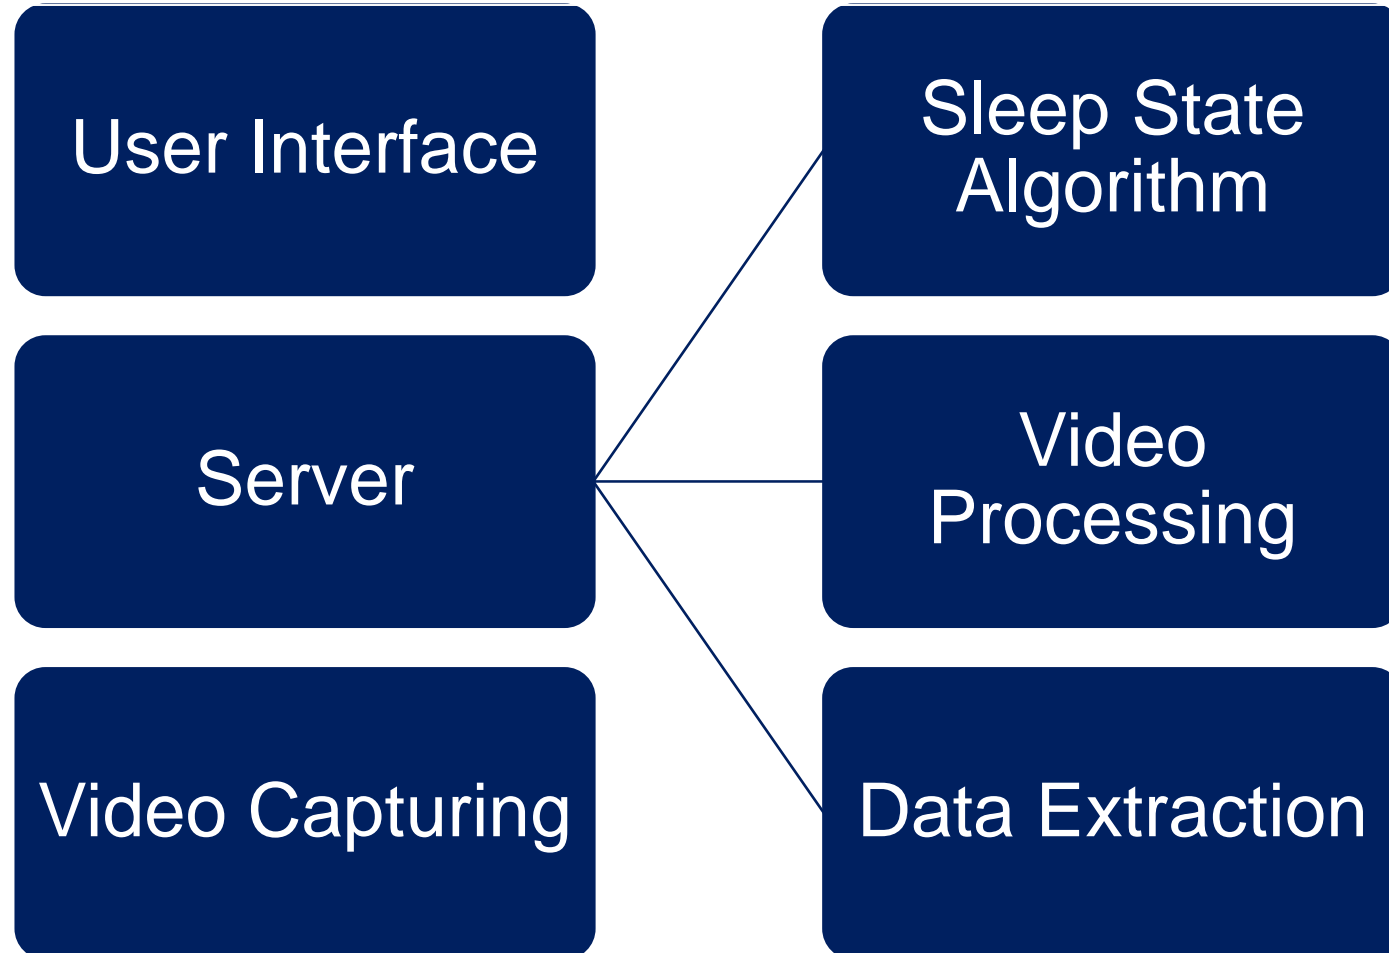 User Interface
Sleep State
Algorithm
Server
Video
Processing
Video Capturing
Data Extraction